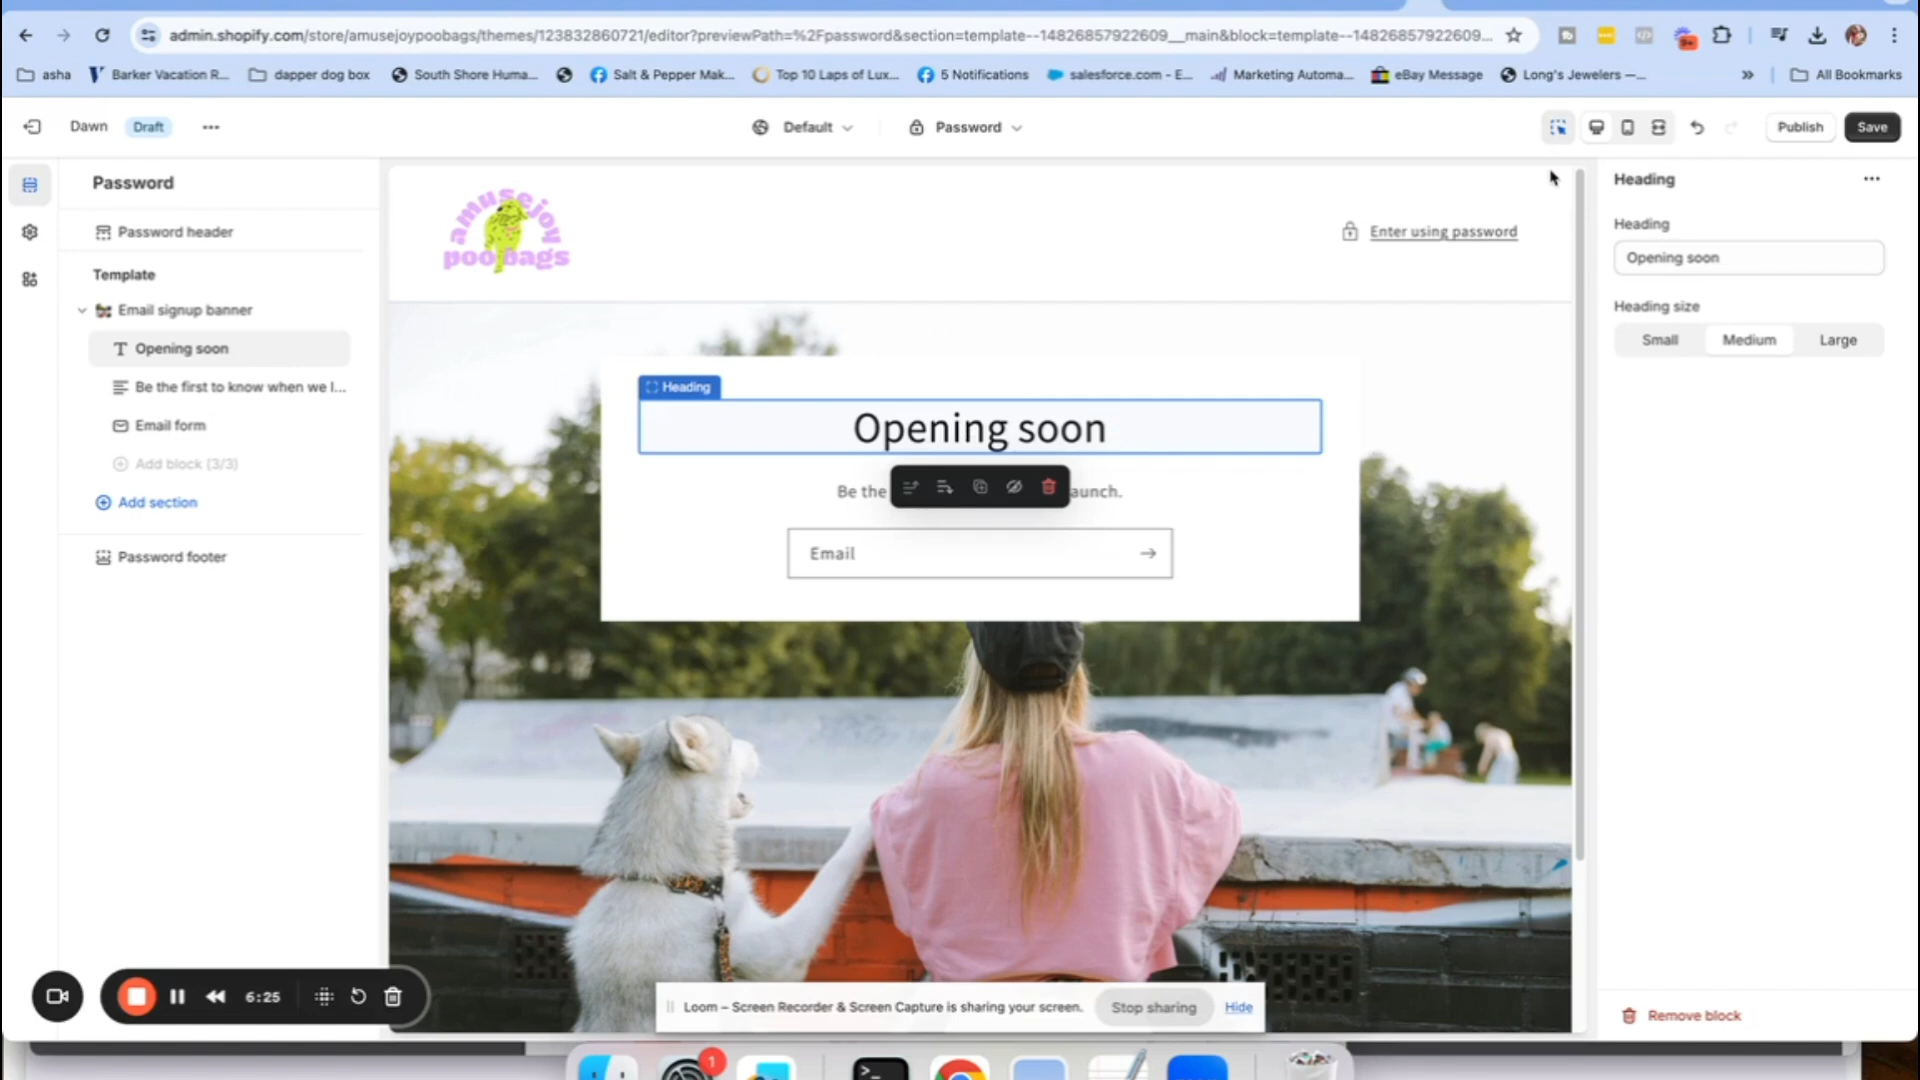 admin.shopify.com/store/amusejoypoobags/themes/123832860721/editor?previewPath=%2Fpassword&section=template--14826857922609__main&block=template--14826857922609...
asha
Barker Vacation R...
dapper dog box
South Shore Huma...
Salt & Pepper Mak...
Top 10 Laps of Lux...
5 Notifications
salesforce.com - E...
Marketing Automa...
eBay Message
Long's Jewelers —...
»
All Bookmarks
Dawn
Draft
Default
Password
Publish
Save
Password
Password header
Template
Email signup banner
Opening soon
Be the first to know when we l...
Email form
Add block (3/3)
Add section
Password footer
amusejoy
poobags
Enter using password
Heading
Opening soon
Be the
aunch.
Email
Heading
Heading
Opening soon
Heading size
Small
Medium
Large
Remove block
6:25
Loom – Screen Recorder & Screen Capture is sharing your screen.
Stop sharing
Hide
1